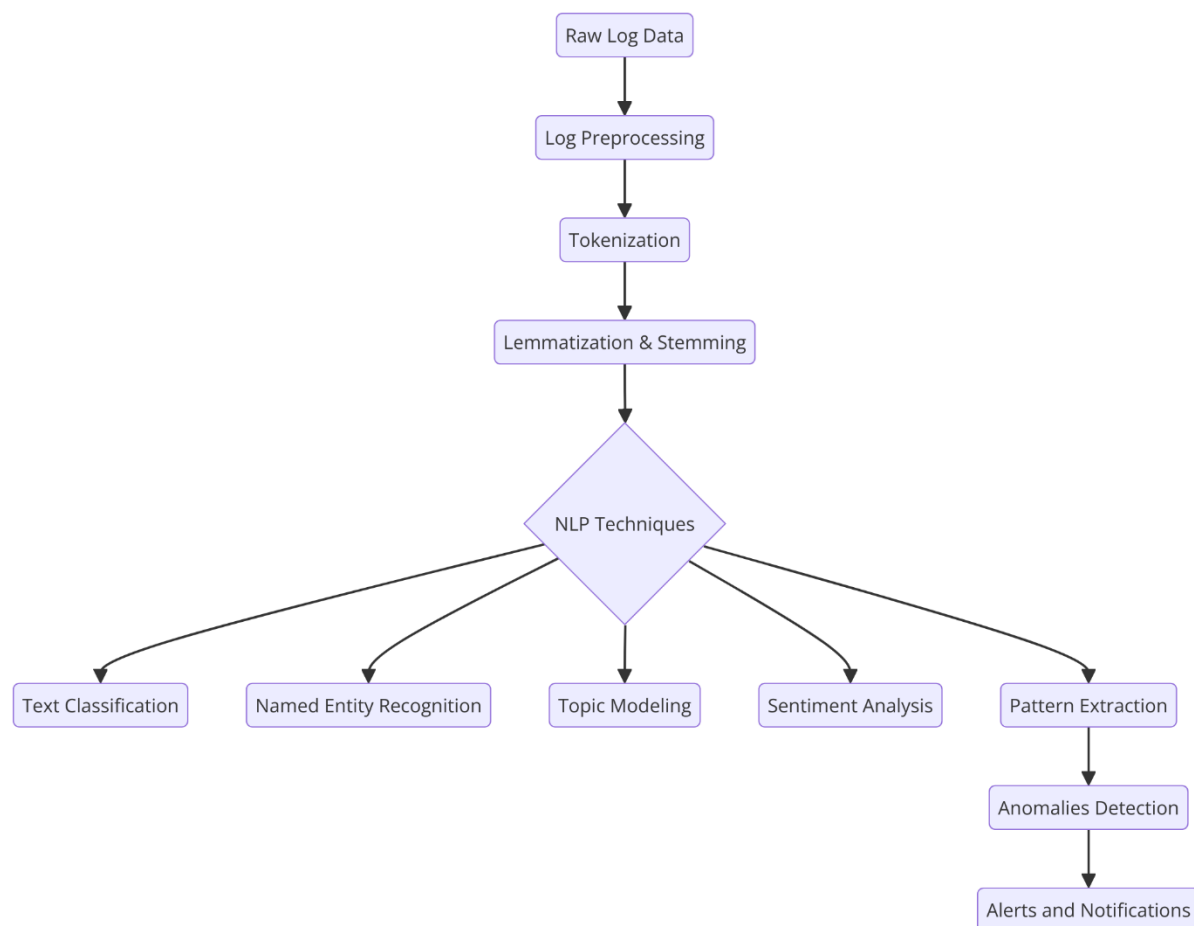 Raw Log Data
Log Preprocessing
Tokenization
Lemmatization & Stemming
NLP Techniques
Text Classification
Named Entity Recognition
Topic Modeling
Sentiment Analysis
Pattern Extraction
Anomalies Detection
Alerts and Notifications